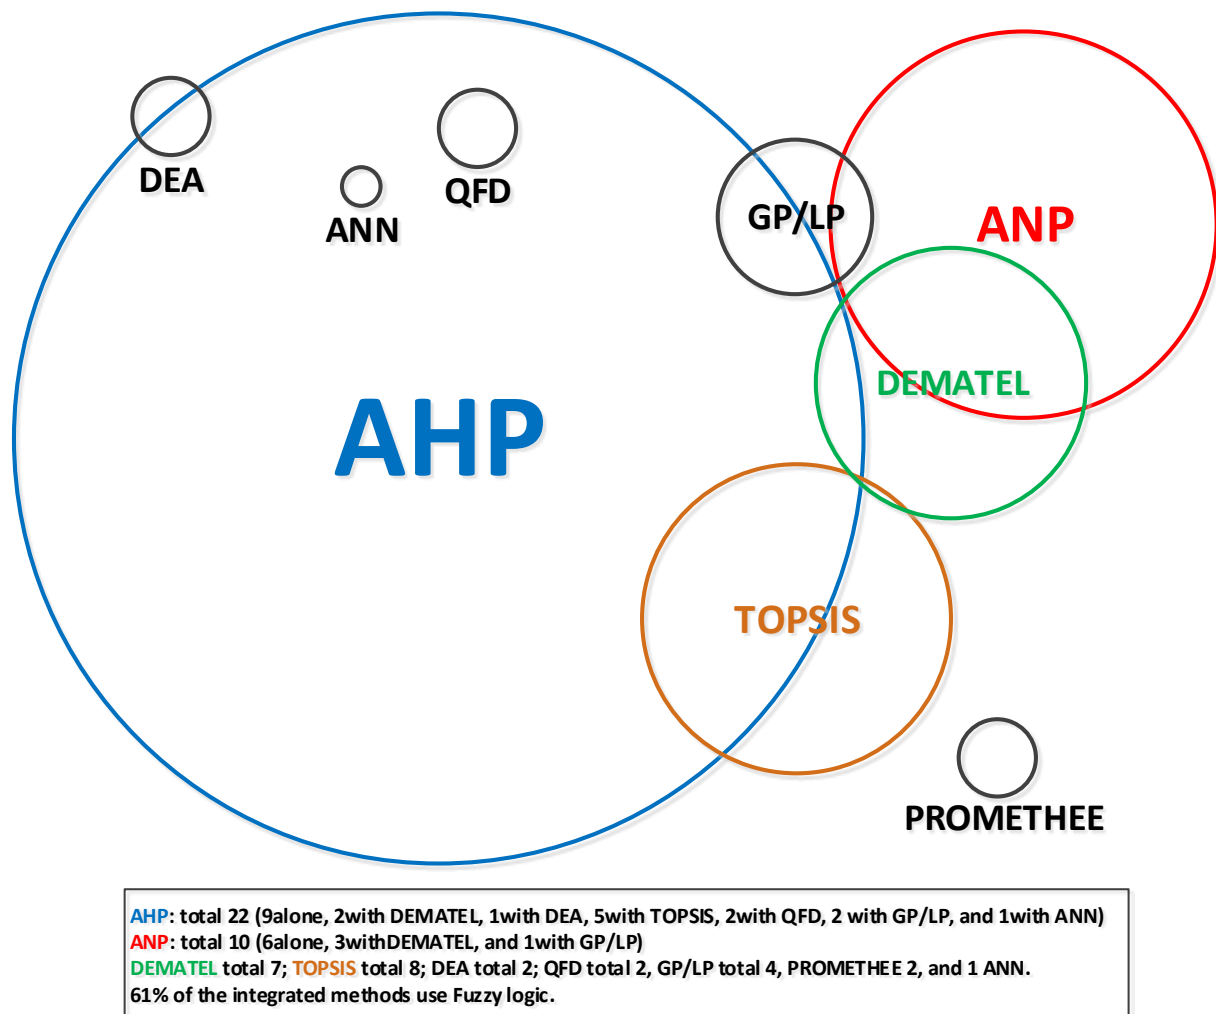 DEA
ANN
QFD
GP/LP
ANP
DEMATEL
AHP
TOPSIS
PROMETHEE
AHP: total 22 (9alone, 2with DEMATEL, 1with DEA, 5with TOPSIS, 2with QFD, 2 with GP/LP, and 1with ANN)
ANP: total 10 (6alone, 3withDEMATEL, and 1with GP/LP)
DEMATEL total 7; TOPSIS total 8; DEA total 2; QFD total 2, GP/LP total 4, PROMETHEE 2, and 1 ANN.
61% of the integrated methods use Fuzzy logic.